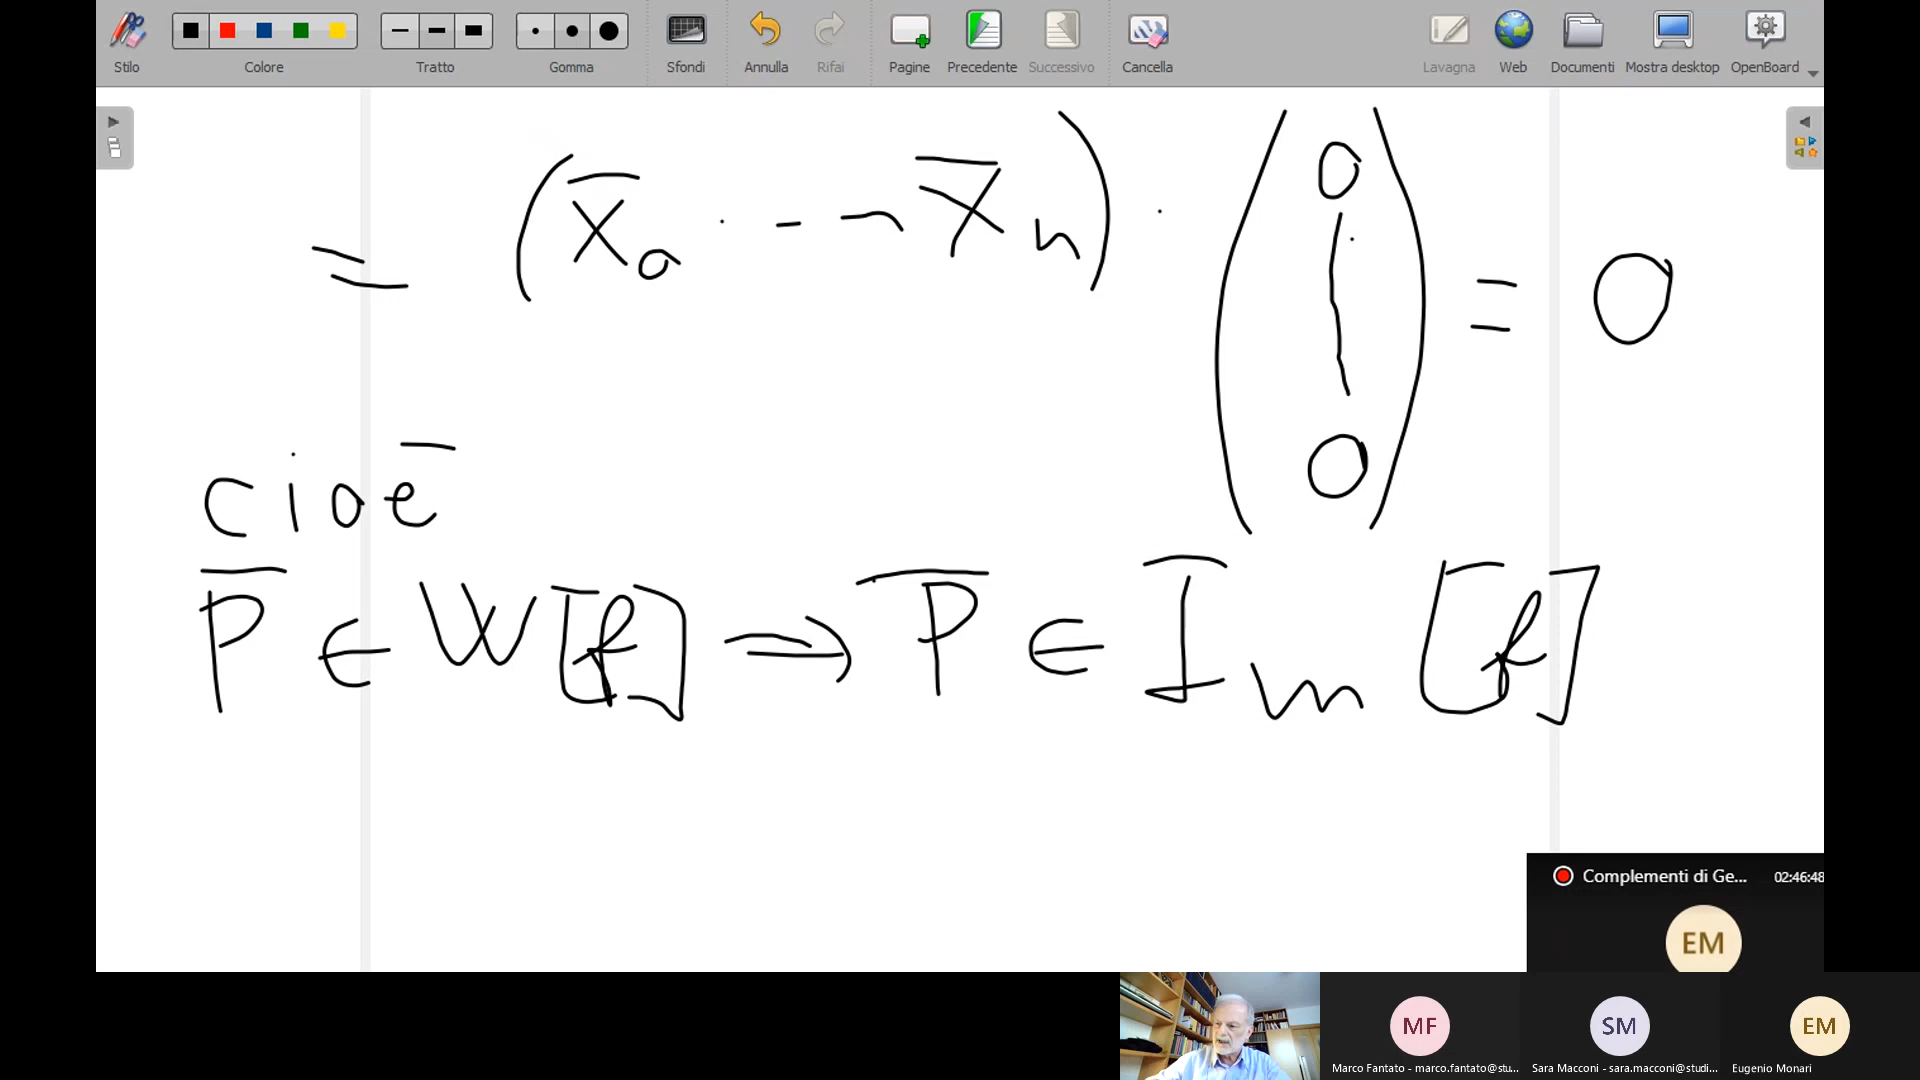 Stilo Colore Tratto Gomma Sfondi Annulla Rifai Pagine Precedente Successivo Cancella Lavagna Web Documenti Mostra desktop OpenBoard
= (x̄₀ · - - x̄ₙ) · (0 | 0) = 0
cioē
P̄ ∈ W[f] ⇒ P̄ ∈ Im [f]
Complementi di Ge... 02:46:48
EM
MF SM EM
Marco Fantato - marco.fantato@stu... Sara Macconi - sara.macconi@studi... Eugenio Monari